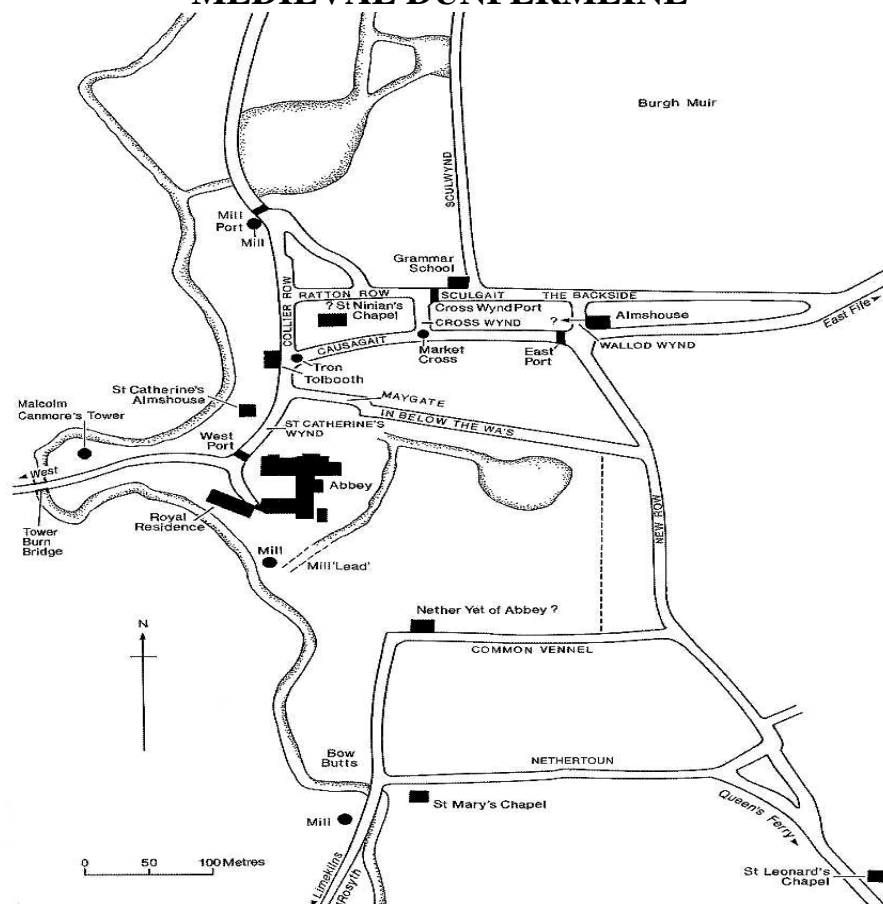 MEDIEVAL DUNFERMLINE
Burgh Muir
SCULWYND
Mill
Port
Mill
Grammar
School
COLLIER ROW
RATTON ROW
SCULGAIT
THE BACKSIDE
? St Ninian's
Chapel
Cross Wynd Port
CROSS WYND
?
Almshouse
East Fife
CAUSAGAIT
Market
Cross
East
Port
WALLOD WYND
Tron
Tolbooth
St Catherine's
Almshouse
MAYGATE
IN BELOW THE WA'S
Malcolm
Canmore's Tower
West
Port
ST CATHERINE'S
WYND
West
Abbey
Royal
Residence
Tower
Burn
Bridge
NEW ROW
Mill
Mill 'Lead'
Nether Yet of Abbey ?
N
COMMON VENNEL
Bow
Butts
NETHERTOUN
St Mary's Chapel
Queen's Ferry
Mill
0 50 100 Metres
Limekilns
/Rosyth
St Leonard's
Chapel